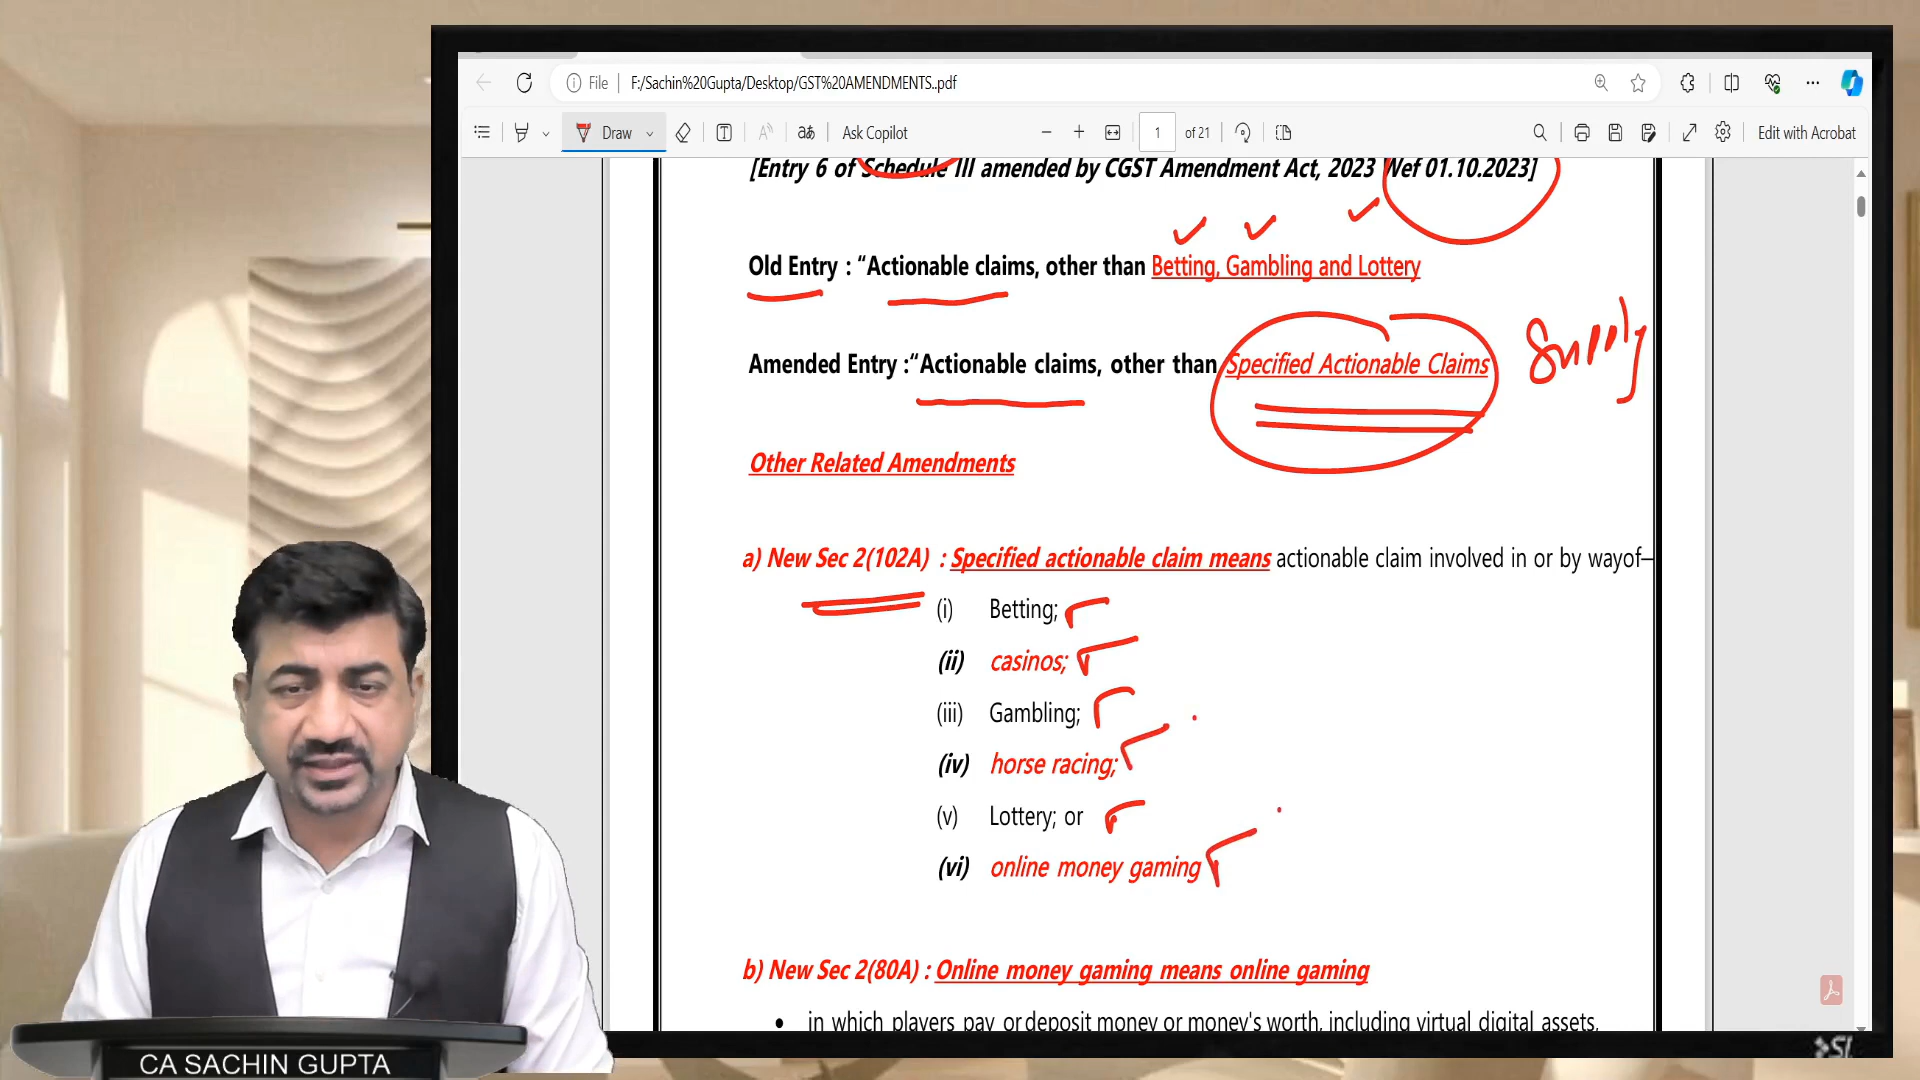 File F:/Sachin%20Gupta/Desktop/GST%20AMENDMENTS..pdf
Draw aあ Ask Copilot 1 of 21 Edit with Acrobat
[Entry 6 of Schedule III amended by CGST Amendment Act, 2023 Wef 01.10.2023]
Old Entry : “Actionable claims, other than Betting, Gambling and Lottery
Amended Entry :“Actionable claims, other than Specified Actionable Claims
Supply
Other Related Amendments
a) New Sec 2(102A) : Specified actionable claim means actionable claim involved in or by wayof–
(i) Betting;
(ii) casinos;
(iii) Gambling;
(iv) horse racing;
(v) Lottery; or
(vi) online money gaming
b) New Sec 2(80A) : Online money gaming means online gaming
• in which players pay ordeposit money or money's worth, including virtual digital assets,
CA SACHIN GUPTA